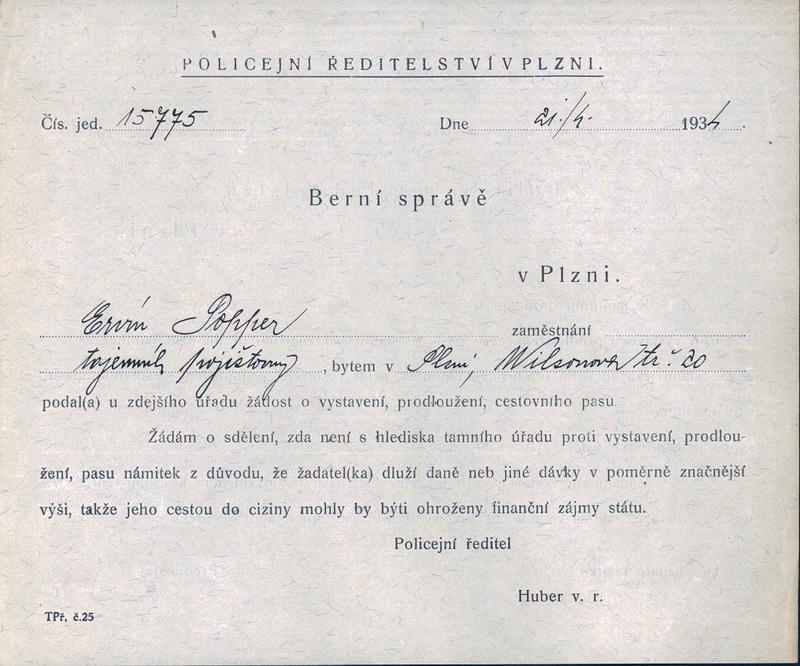 POLICEJNÍ ŘEDITELSTVÍ V PLZNI.
Čís. jed. 15775 Dne 21./4. 1934.
Berní správě
v Plzni.
Ervín Popper zaměstnání
tajemník pojišťovny, bytem v Plzni, Wilsonova tř. č. 20
podal(a) u zdejšího úřadu žádost o vystavení, prodloužení, cestovního pasu.
Žádám o sdělení, zda není s hlediska tamního úřadu proti vystavení, prodlou-
žení, pasu námitek z důvodu, že žadatel(ka) dluží daně neb jiné dávky v poměrně značnější
výši, takže jeho cestou do ciziny mohly by býti ohroženy finanční zájmy státu.
Policejní ředitel
Huber v. r.
TPř. č.25